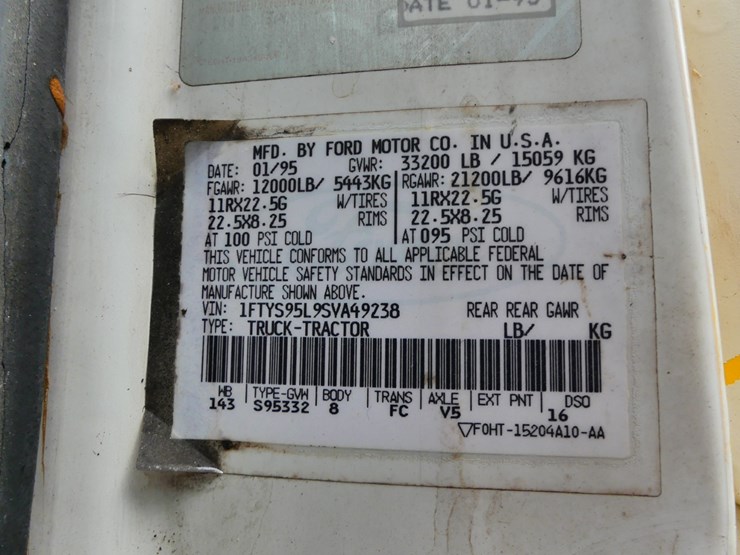 DATE 01-95
MFD. BY FORD MOTOR CO. IN U.S.A.
DATE: 01/95 GVWR: 33200 LB / 15059 KG
FGAWR: 12000LB/ 5443KG RGAWR: 21200LB/ 9616KG
11RX22.5G W/TIRES 11RX22.5G W/TIRES
22.5X8.25 RIMS 22.5X8.25 RIMS
AT 100 PSI COLD AT 095 PSI COLD
THIS VEHICLE CONFORMS TO ALL APPLICABLE FEDERAL
MOTOR VEHICLE SAFETY STANDARDS IN EFFECT ON THE DATE OF
MANUFACTURE SHOWN ABOVE.
VIN: 1FTYS95L9SVA49238 REAR REAR GAWR
TYPE: TRUCK-TRACTOR LB/ KG
WB TYPE-GVW BODY TRANS AXLE EXT PNT DSO
143 S95332 8 FC V5 16
F0HT-15204A10-AA